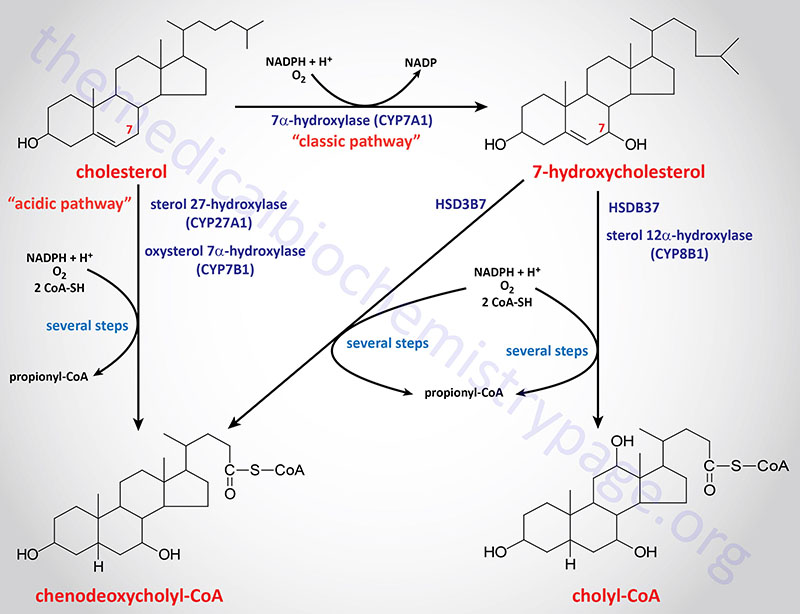 NADPH + H⁺
O₂
NADP
7α-hydroxylase (CYP7A1)
“classic pathway”
7
HO
cholesterol
7
HO
OH
7-hydroxycholesterol
“acidic pathway”
sterol 27-hydroxylase
(CYP27A1)
oxysterol 7α-hydroxylase
(CYP7B1)
HSD3B7
HSDB37
sterol 12α-hydroxylase
(CYP8B1)
NADPH + H⁺
O₂
2 CoA-SH
several steps
propionyl-CoA
NADPH + H⁺
O₂
2 CoA-SH
several steps
several steps
propionyl-CoA
C
S
CoA
O
HO
OH
H
chenodeoxycholyl-CoA
OH
C
S
CoA
O
HO
OH
H
cholyl-CoA
themedicalbiochemistrypage.org